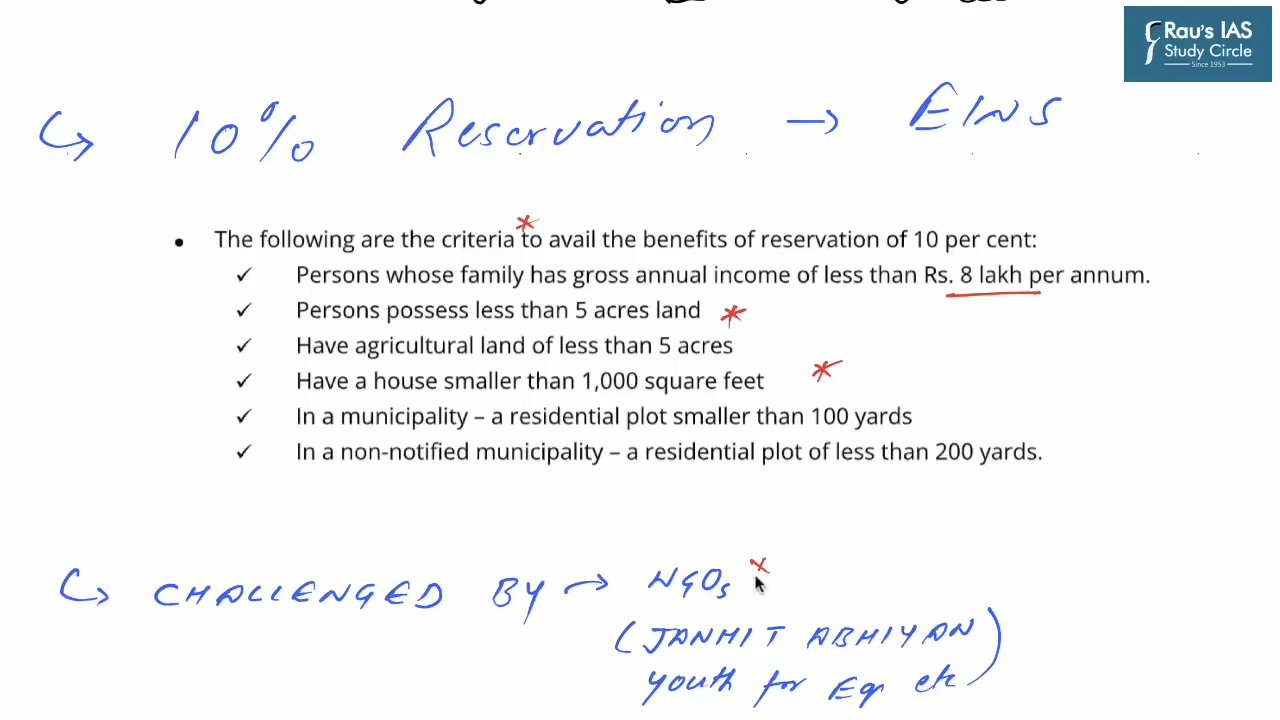 Rau's IAS
Study Circle
Since 1953
10% Reservation → EWS
• The following are the criteria to avail the benefits of reservation of 10 per cent:
✓ Persons whose family has gross annual income of less than Rs. 8 lakh per annum.
✓ Persons possess less than 5 acres land
✓ Have agricultural land of less than 5 acres
✓ Have a house smaller than 1,000 square feet
✓ In a municipality – a residential plot smaller than 100 yards
✓ In a non-notified municipality – a residential plot of less than 200 yards.
CHALLENGED BY → NGOs
(JANHIT ABHIYAN)
Youth for Eq. etc